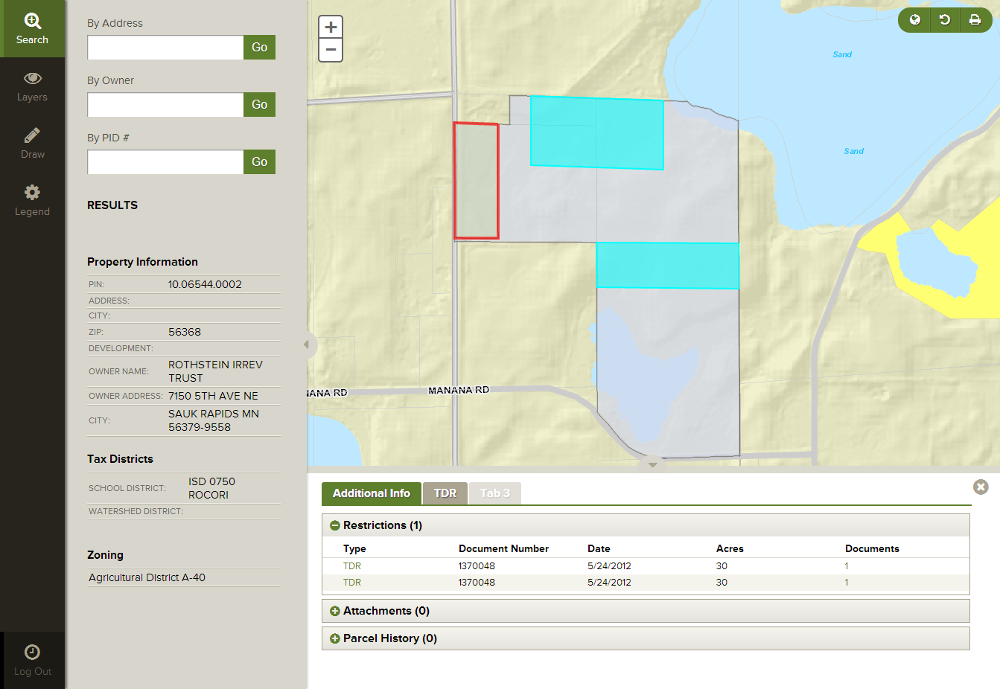 Search
Layers
Draw
Legend
Log Out
By Address
Go
By Owner
Go
By PID #
Go
RESULTS
Property Information
PIN: 10.06544.0002
ADDRESS:
CITY:
ZIP: 56368
DEVELOPMENT:
OWNER NAME: ROTHSTEIN IRREV
TRUST
OWNER ADDRESS: 7150 5TH AVE NE
CITY: SAUK RAPIDS MN
56379-9558
Tax Districts
SCHOOL DISTRICT: ISD 0750
ROCORI
WATERSHED DISTRICT:
Zoning
Agricultural District A-40
+
−
Sand
Sand
NANA RD
MANANA RD
Additional Info TDR Tab 3
Restrictions (1)
Type Document Number Date Acres Documents
TDR 1370048 5/24/2012 30 1
TDR 1370048 5/24/2012 30 1
Attachments (0)
Parcel History (0)